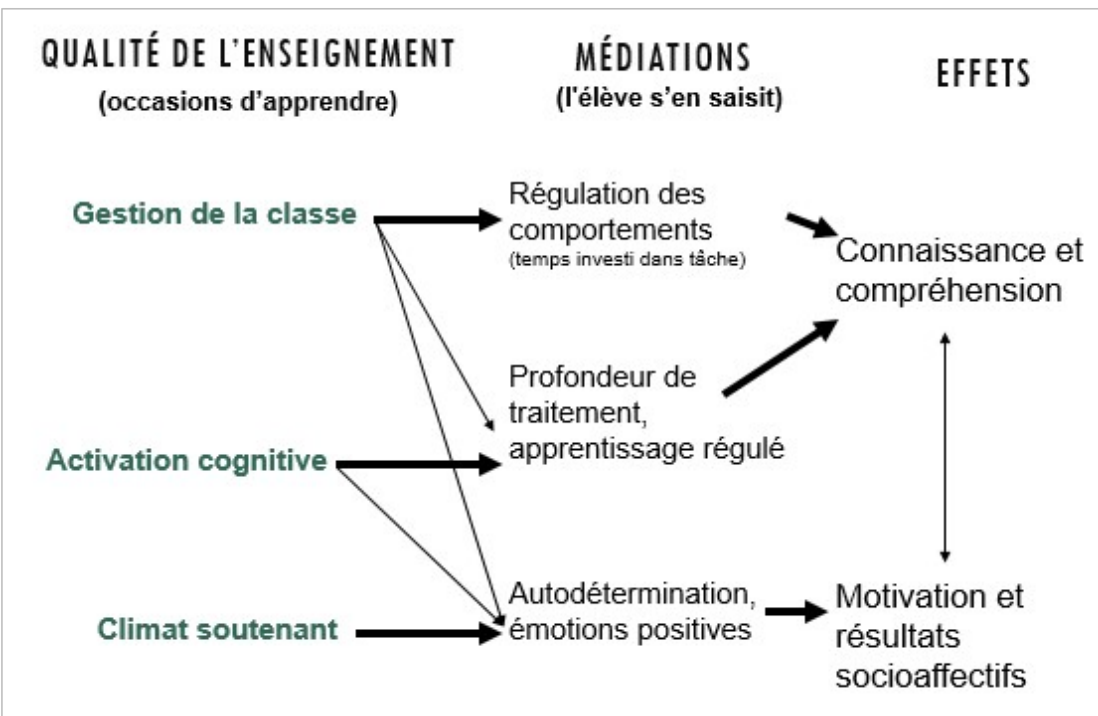 QUALITÉ DE L'ENSEIGNEMENT
(occasions d'apprendre)
MÉDIATIONS
(l'élève s'en saisit)
EFFETS
Gestion de la classe
Régulation des
comportements
(temps investi dans tâche)
Connaissance et
compréhension
Profondeur de
traitement,
apprentissage régulé
Activation cognitive
Autodétermination,
émotions positives
Climat soutenant
Motivation et
résultats
socioaffectifs